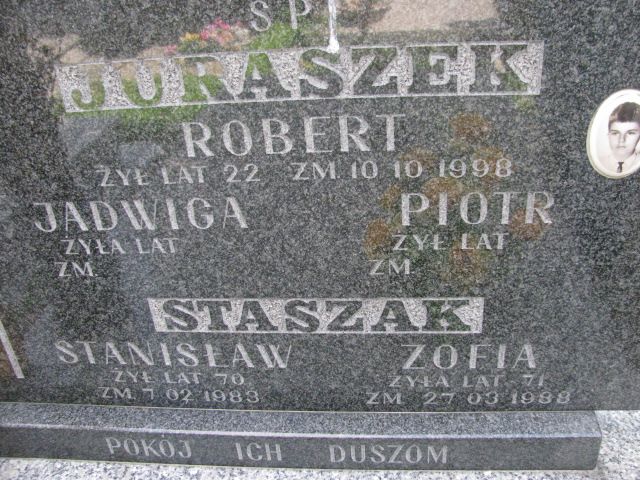 S P
JURASZEK
ROBERT
ŻYŁ LAT 22 ZM 10 10 1998
JADWIGA PIOTR
ŻYŁA LAT ŻYŁ LAT
ZM ZM
STASZAK
STANISŁAW ZOFIA
ŻYŁ LAT 70 ŻYŁA LAT 71
ZM 7 02 1983 ZM 27 03 1988
POKÓJ ICH DUSZOM